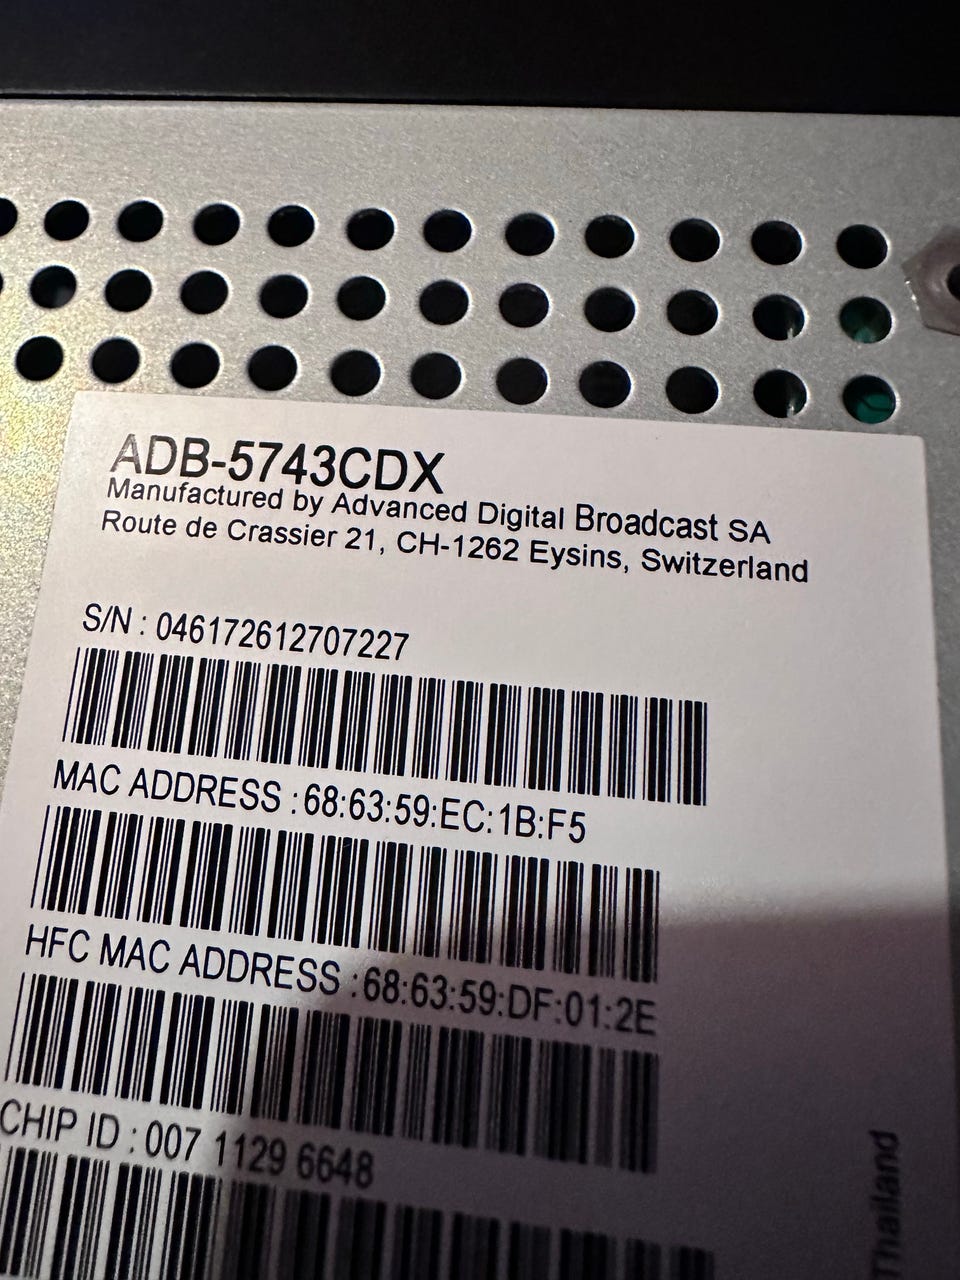 ADB-5743CDX
Manufactured by Advanced Digital Broadcast SA
Route de Crassier 21, CH-1262 Eysins, Switzerland
S/N : 046172612707227
MAC ADDRESS :68:63:59:EC:1B:F5
HFC MAC ADDRESS :68:63:59:DF:01:2E
CHIP ID : 007 1129 6648
Thailand